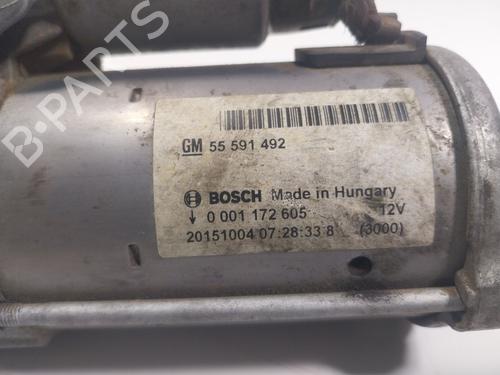 GM 55 591 492
BOSCH Made in Hungary
↓ 0 001 172 605 12V
20151004 07:28:33 8 (3000)
B-PARTS